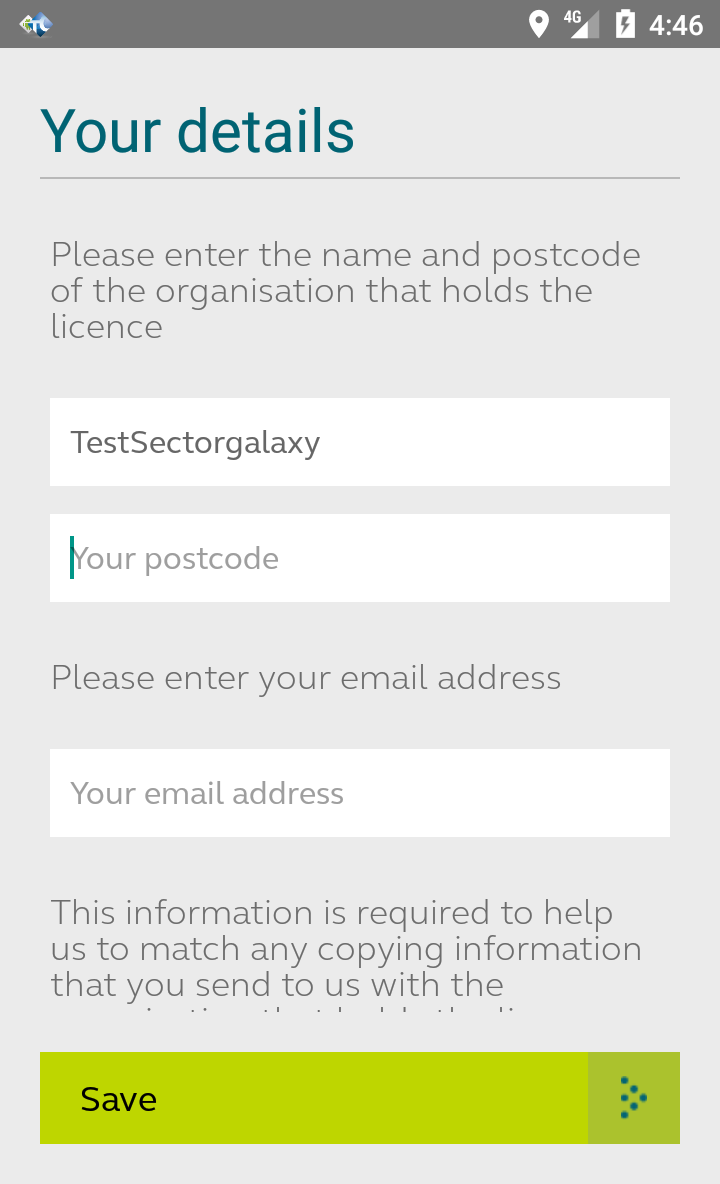 4G 4:46
Your details
Please enter the name and postcode
of the organisation that holds the
licence
TestSectorgalaxy
Your postcode
Please enter your email address
Your email address
This information is required to help
us to match any copying information
that you send to us with the
Save